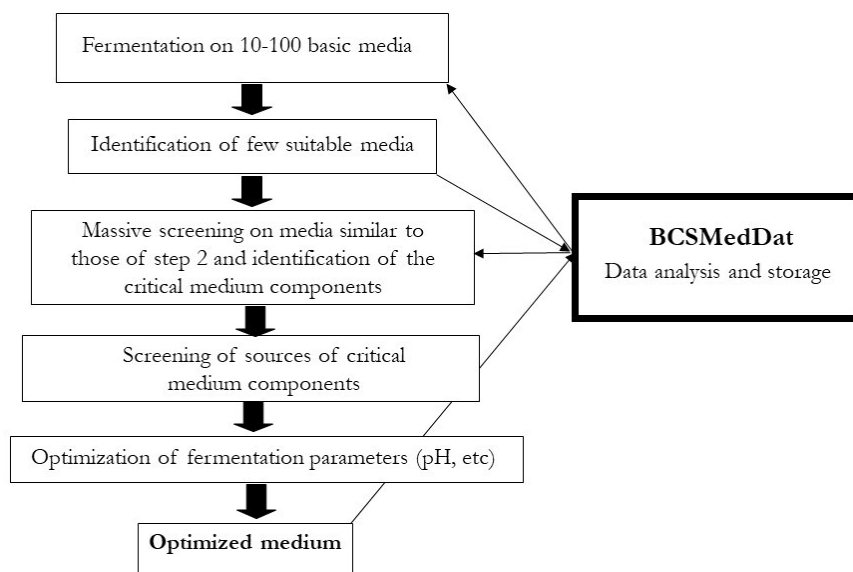 Fermentation on 10-100 basic media
Identification of few suitable media
Massive screening on media similar to
those of step 2 and identification of the
critical medium components
Screening of sources of critical
medium components
Optimization of fermentation parameters (pH, etc)
Optimized medium
BCSMedDat
Data analysis and storage